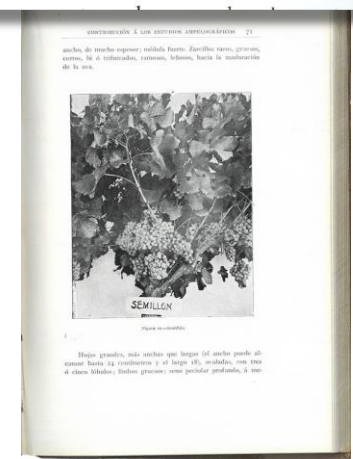 CONTRIBUCIÓN Á LOS ESTUDIOS AMPELOGRÁFICOS 71
ancho, de mucho espesor; médula fuerte. Zarcillos raros, gruesos,
cortos, bi ó trifurcados, ramosos, leñosos, hacia la maduración
de la uva.
SEMILLON
Hojas grandes, más anchas que largas (el ancho puede al-
canzar hasta 24 centímetros y el largo 18), ovaladas, con tres
ó cinco lóbulos; limbos gruesos; seno peciolar profundo, á me-